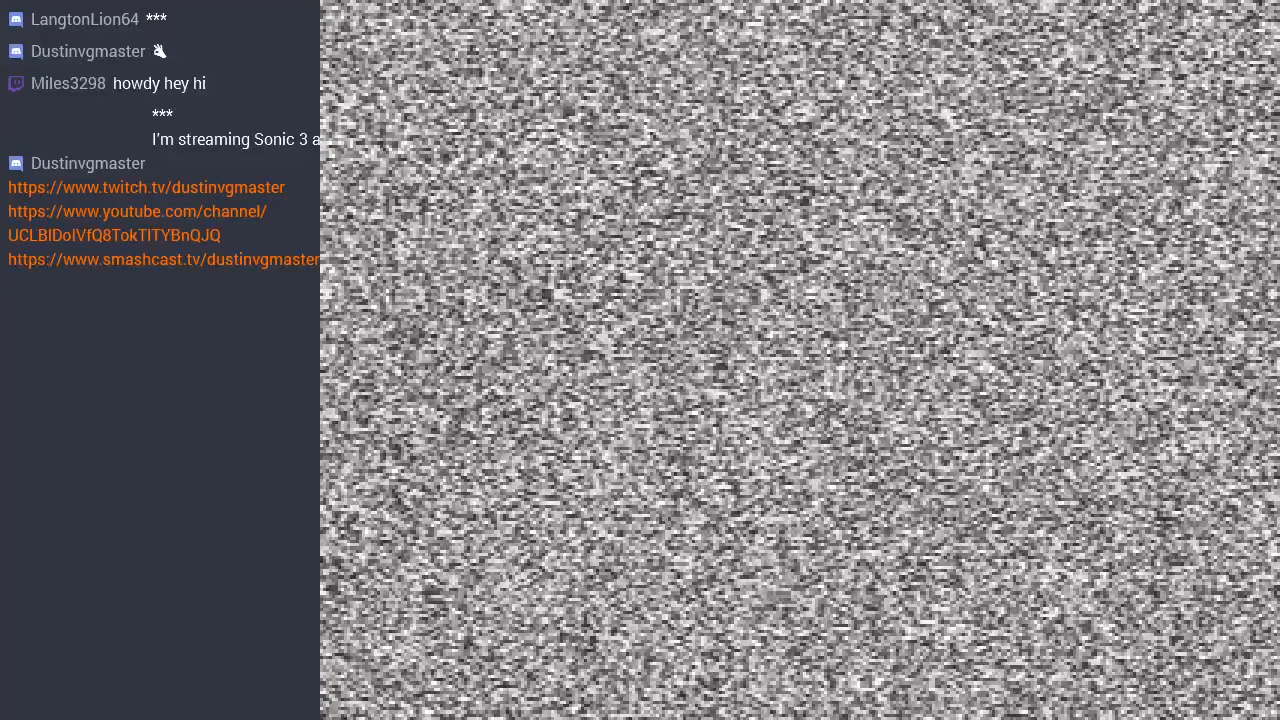 LangtonLion64 ***
Dustinvgmaster 👌
Miles3298 howdy hey hi
***
I'm streaming Sonic 3 a
Dustinvgmaster
https://www.twitch.tv/dustinvgmaster
https://www.youtube.com/channel/
UCLBIDolVfQ8TokTITYBnQJQ
https://www.smashcast.tv/dustinvgmaster